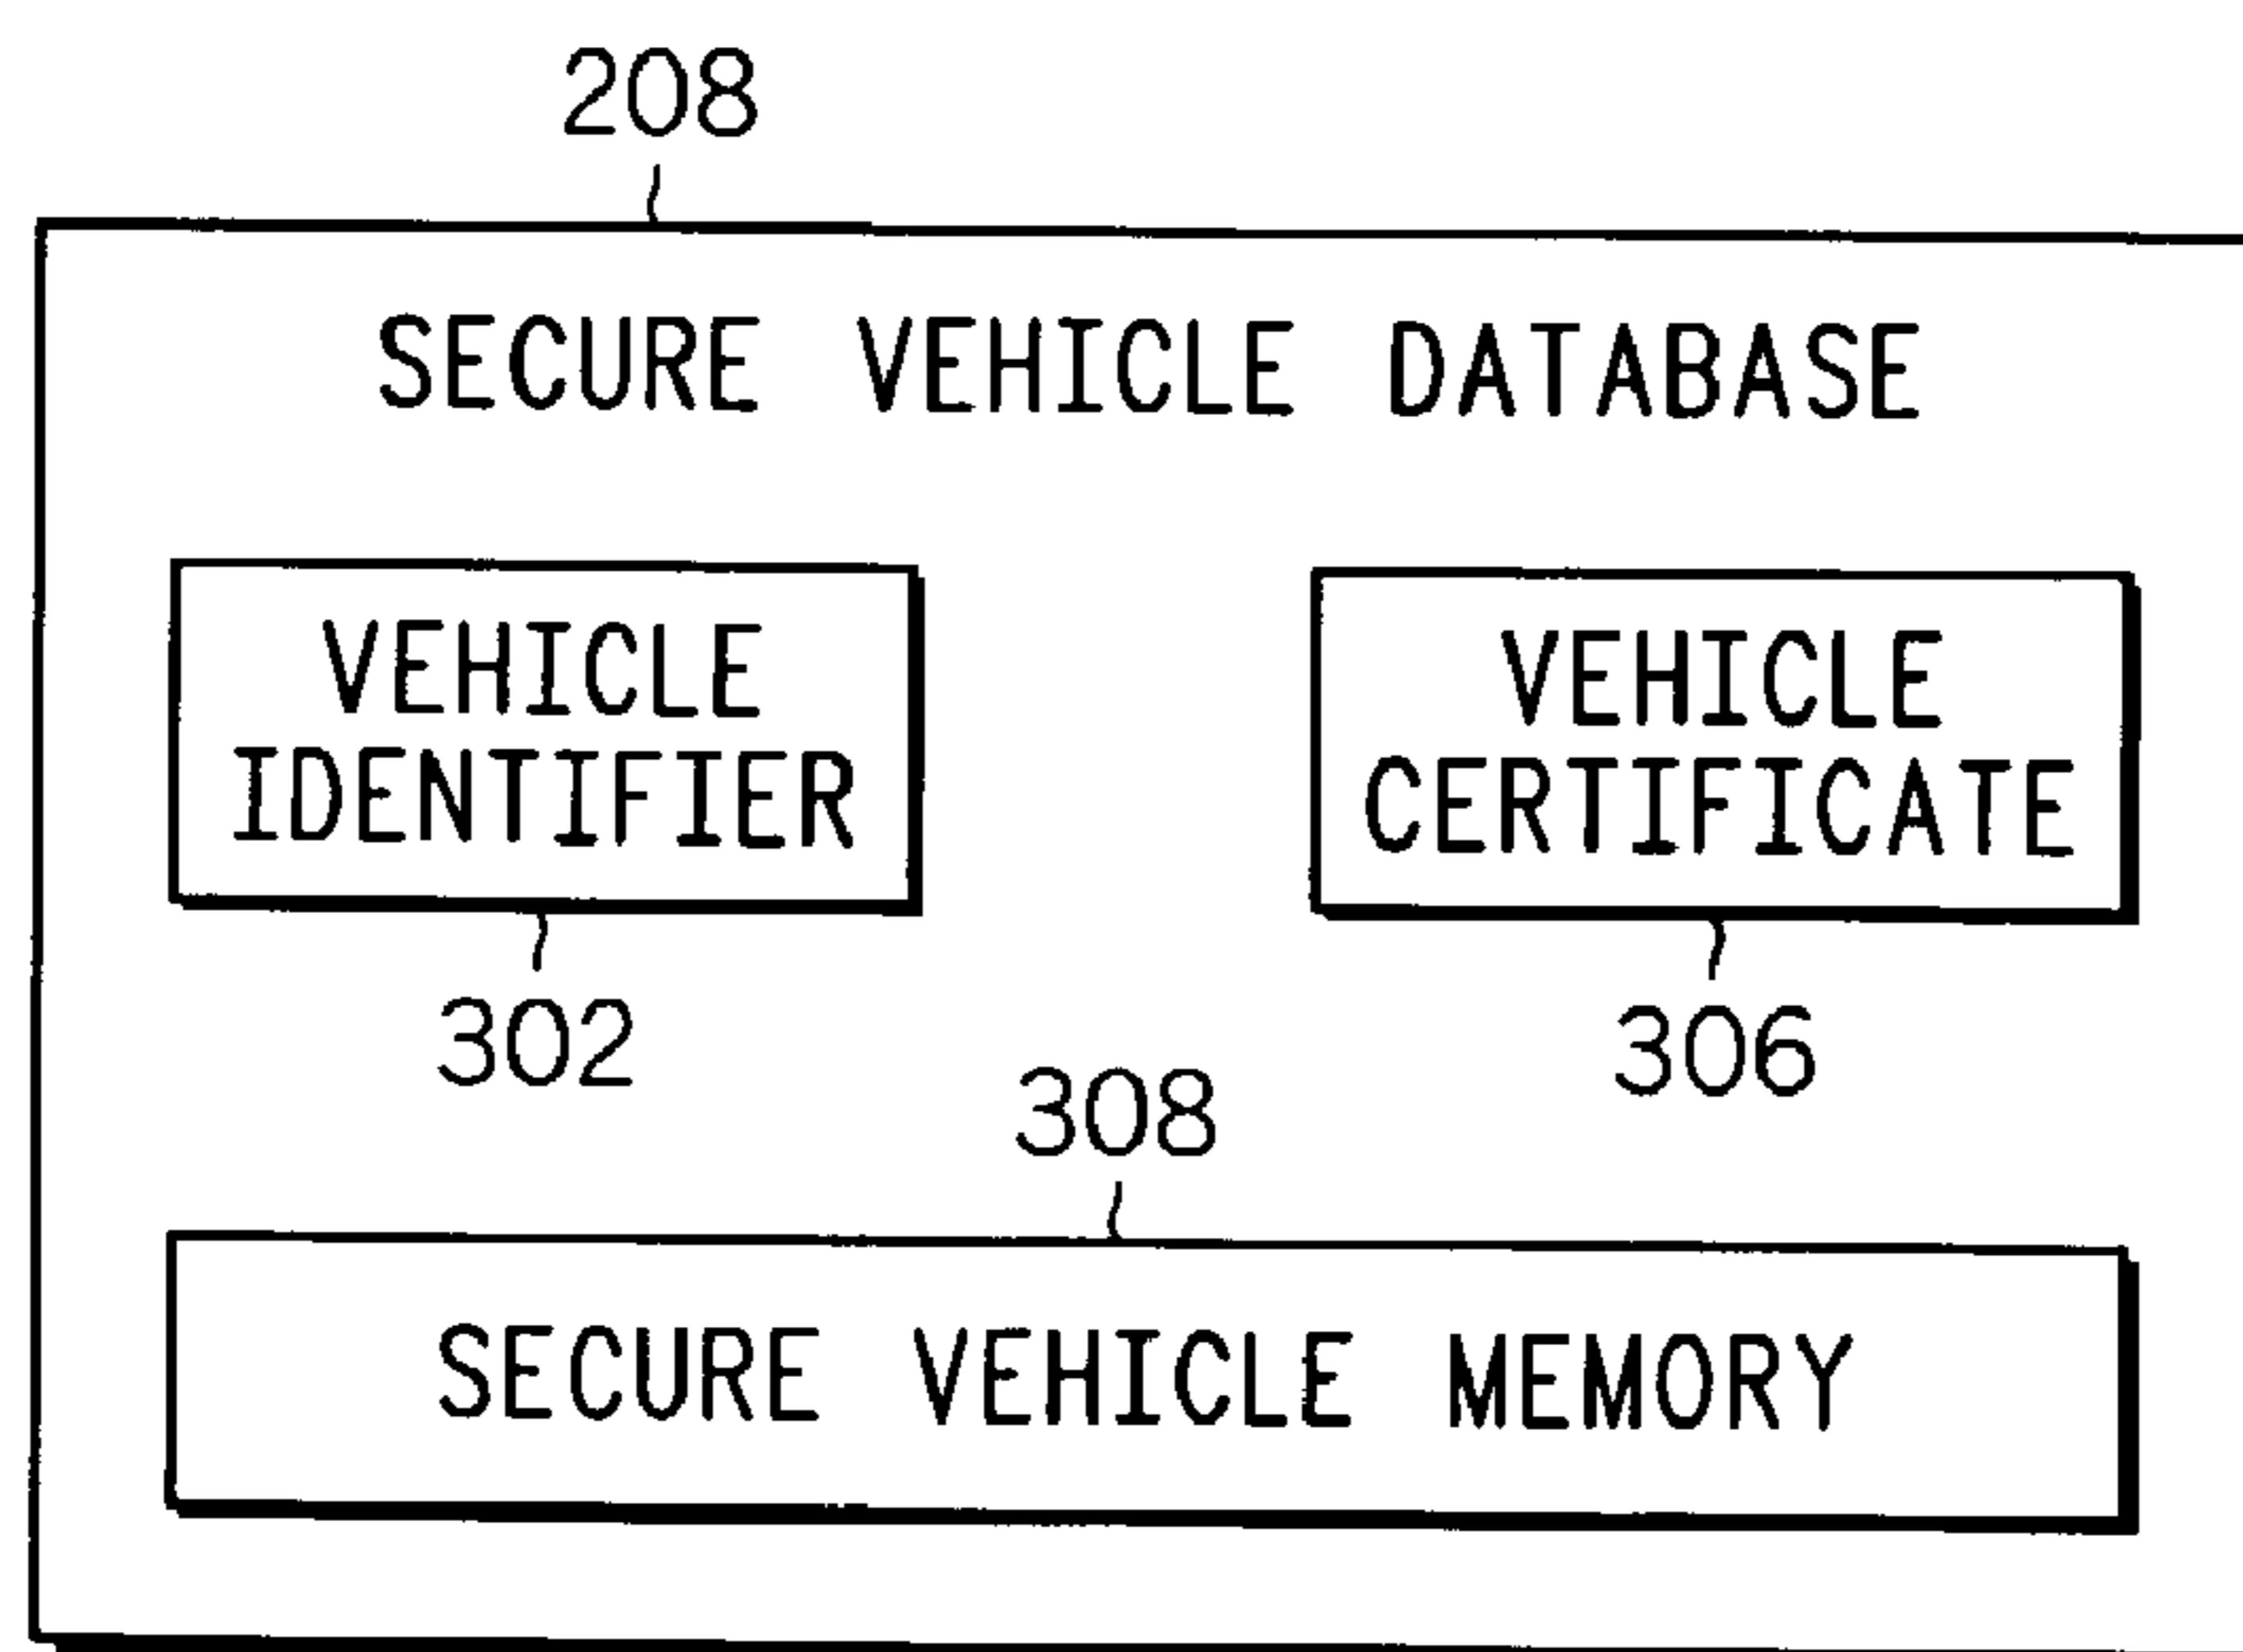 208
SECURE VEHICLE DATABASE
VEHICLE
IDENTIFIER
302
VEHICLE
CERTIFICATE
306
308
SECURE VEHICLE MEMORY